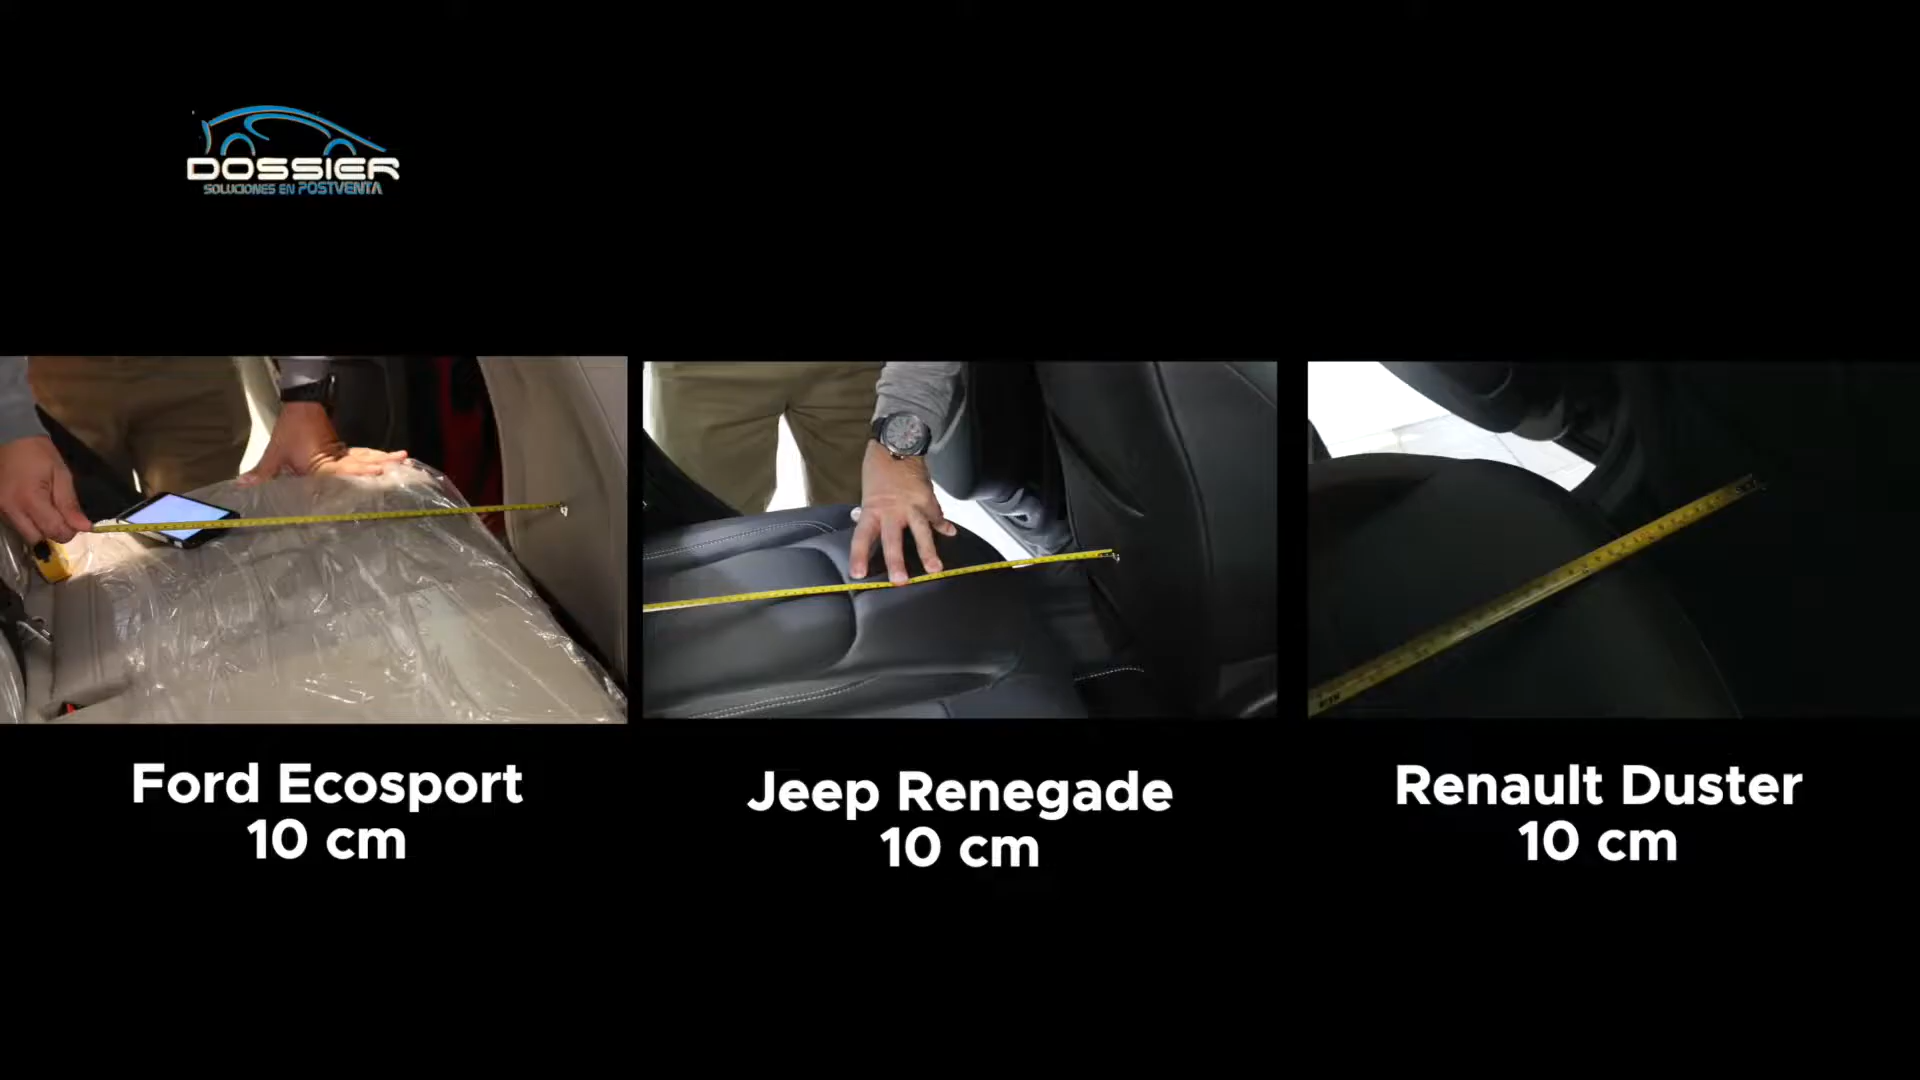 DOSSIER
SOLUCIONES EN POSTVENTA
Ford Ecosport
10 cm
Jeep Renegade
10 cm
Renault Duster
10 cm